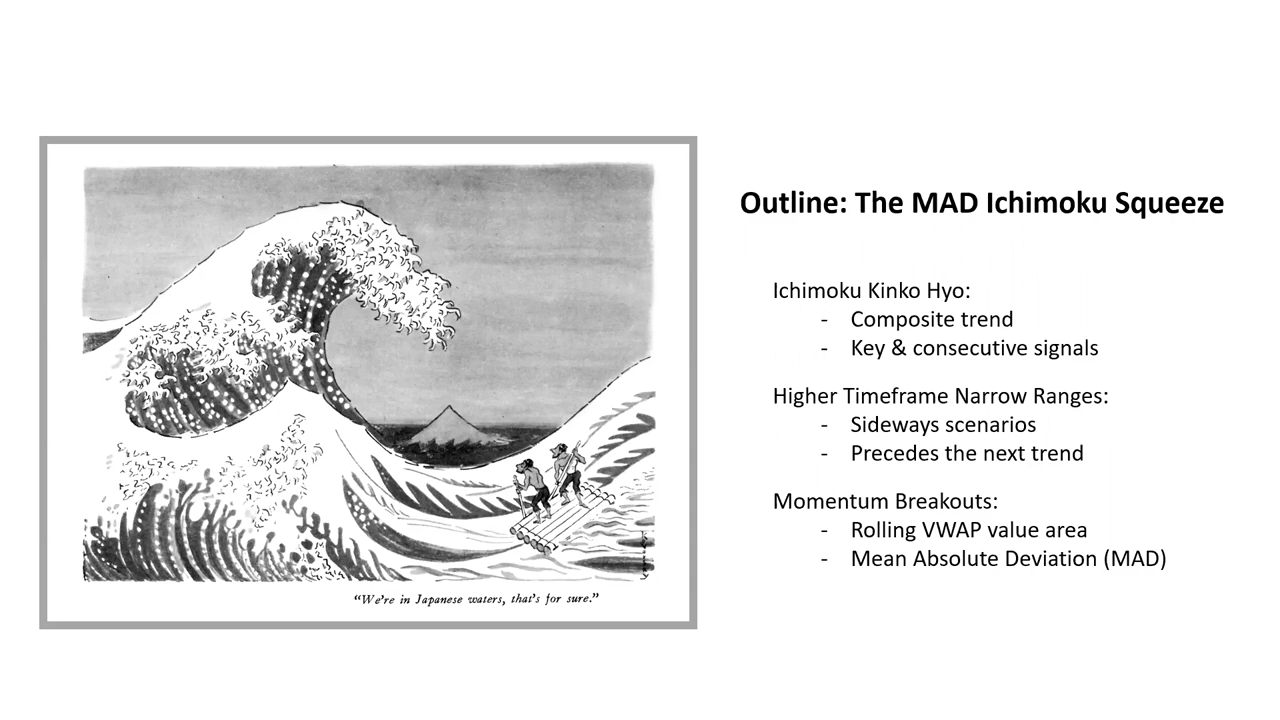 Outline: The MAD Ichimoku Squeeze
Ichimoku Kinko Hyo:
- Composite trend
- Key & consecutive signals
Higher Timeframe Narrow Ranges:
- Sideways scenarios
- Precedes the next trend
Momentum Breakouts:
- Rolling VWAP value area
- Mean Absolute Deviation (MAD)
“We’re in Japanese waters, that’s for sure.”